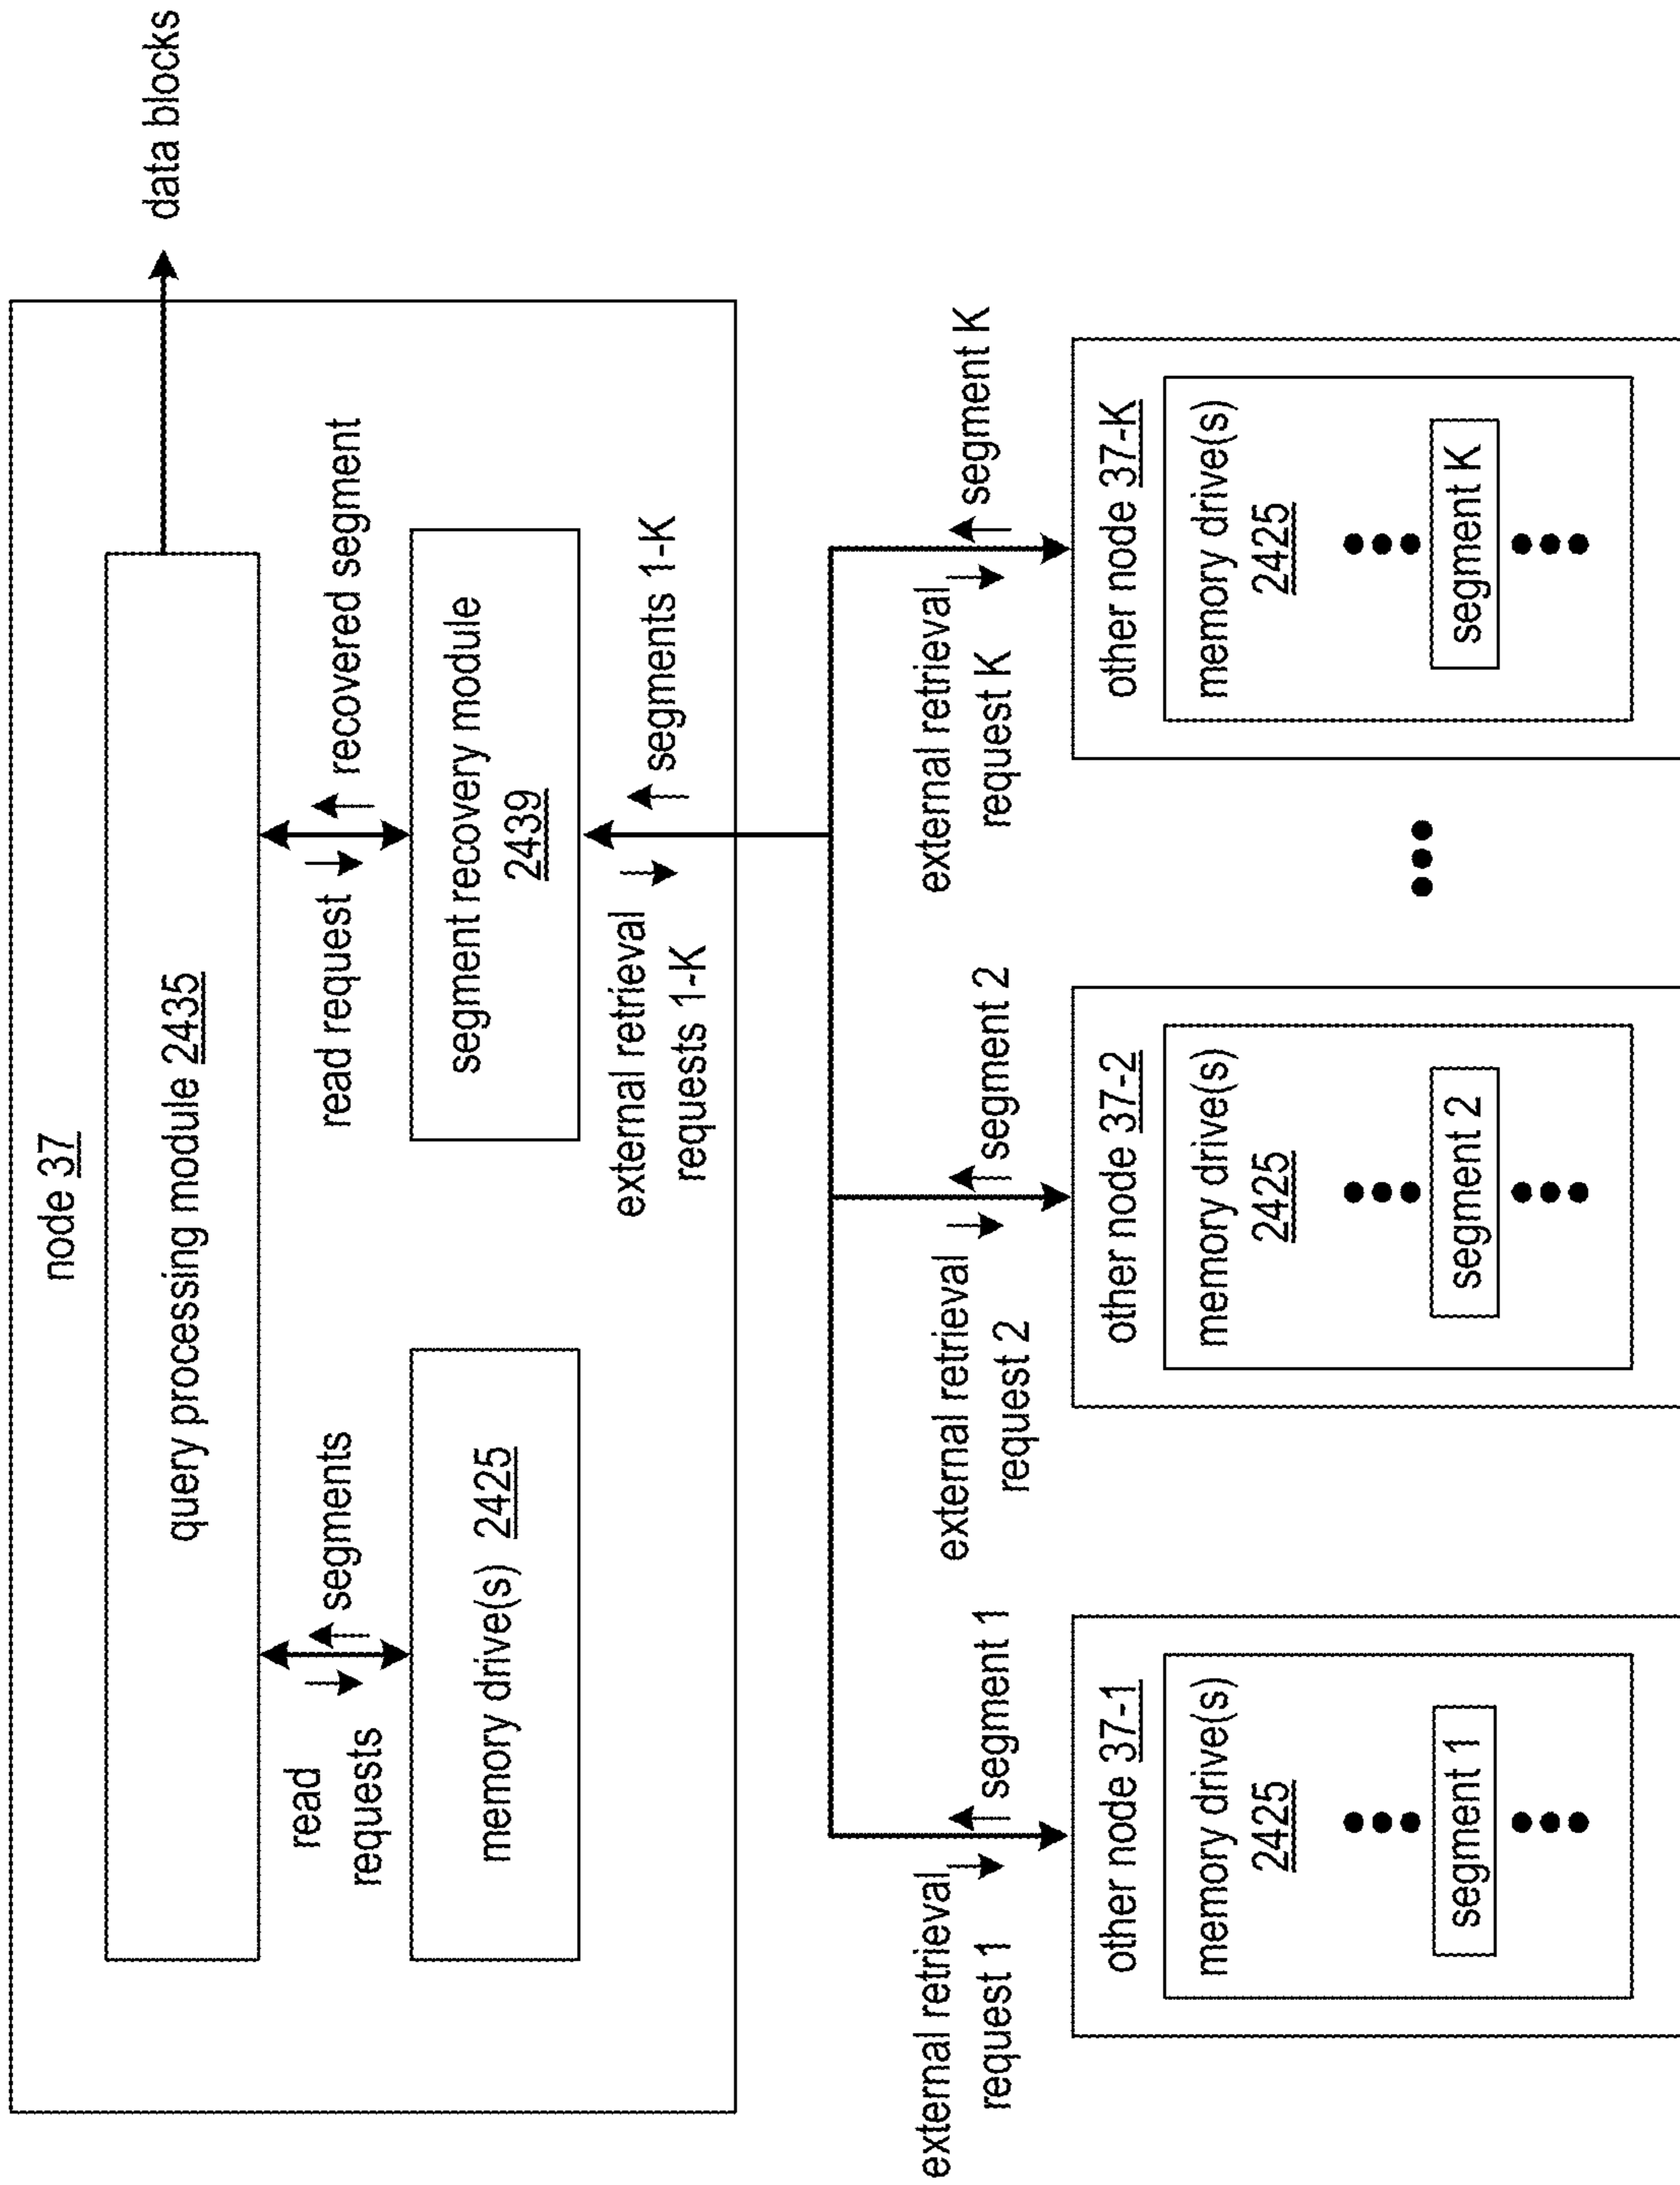 node 37
data blocks
query processing module 2435
read
requests
segments
read request
recovered segment
memory drive(s) 2425
segment recovery module
2439
external retrieval
requests 1-K
segments 1-K
external retrieval
request 1
segment 1
external retrieval
request 2
segment 2
external retrieval
request K
segment K
other node 37-1
memory drive(s)
2425
segment 1
other node 37-2
memory drive(s)
2425
segment 2
other node 37-K
memory drive(s)
2425
segment K